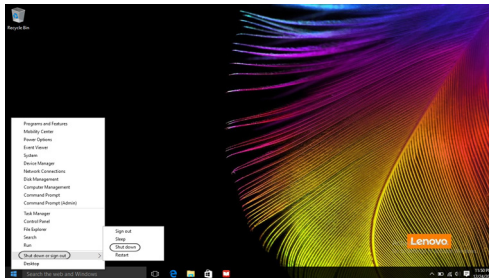 Recycle Bin
Programs and Features
Mobility Center
Power Options
Event Viewer
System
Device Manager
Network Connections
Disk Management
Computer Management
Command Prompt
Command Prompt (Admin)
Task Manager
Control Panel
File Explorer
Search
Run
Shut down or sign out
Desktop
Sign out
Sleep
Shut down
Restart
Lenovo
Search the web and Windows